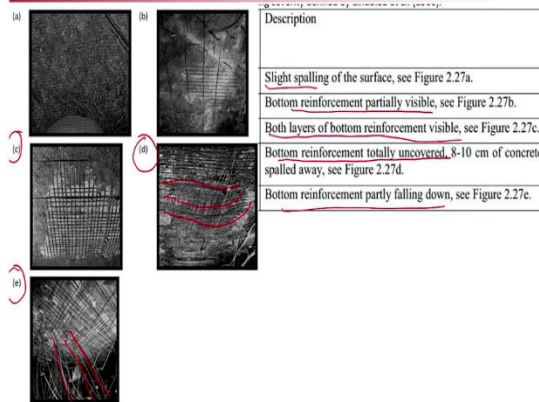 (a)
(b)
Description
Slight spalling of the surface, see Figure 2.27a.
Bottom reinforcement partially visible, see Figure 2.27b.
Both layers of bottom reinforcement visible, see Figure 2.27c.
(c)
(d)
Bottom reinforcement totally uncovered, 8-10 cm of concrete
spalled away, see Figure 2.27d.
Bottom reinforcement partly falling down, see Figure 2.27e.
(e)